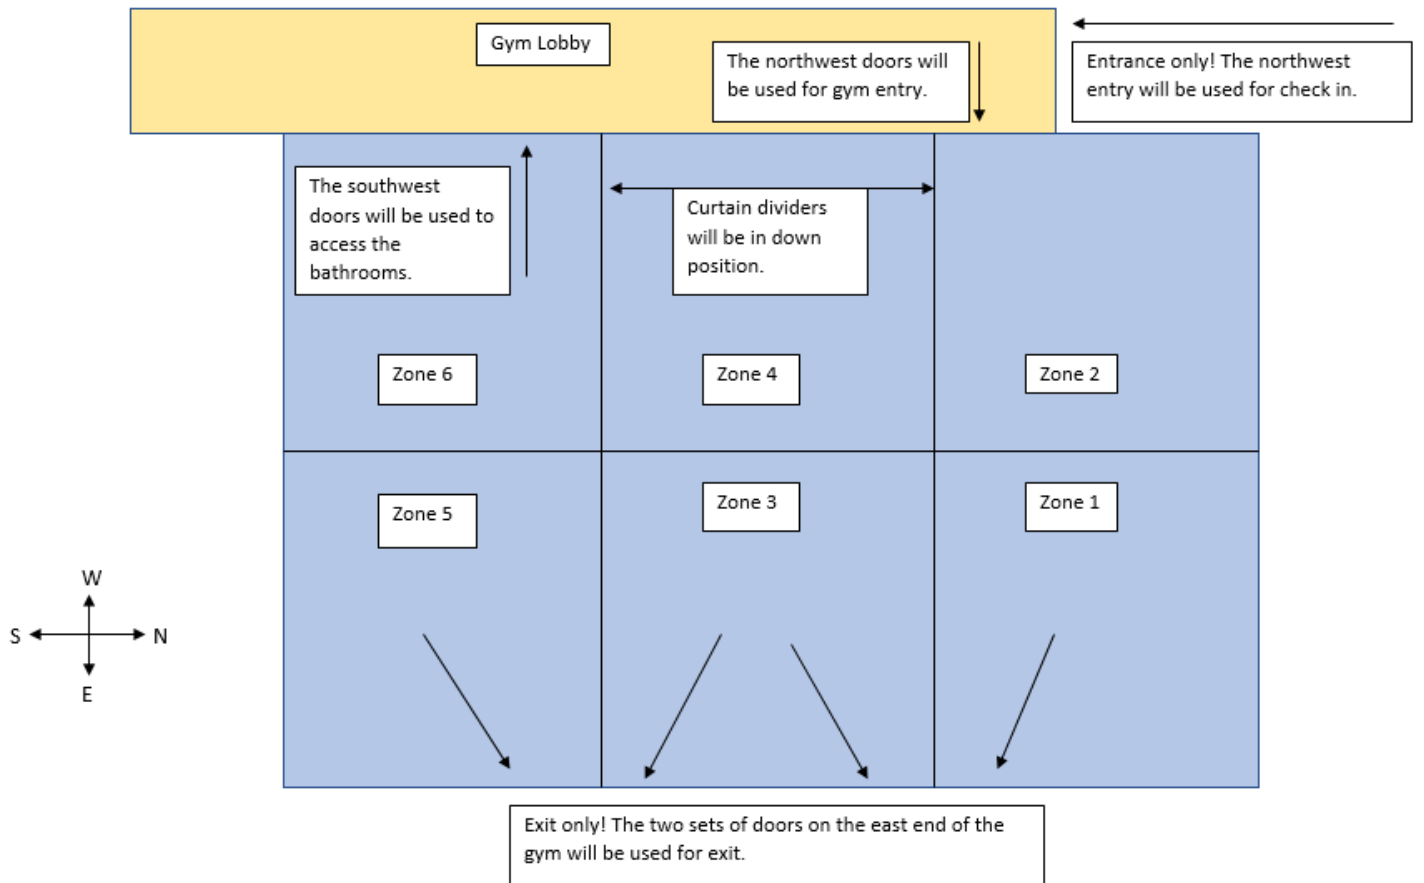 Gym Lobby
The northwest doors will
be used for gym entry.
Entrance only! The northwest
entry will be used for check in.
The southwest
doors will be used to
access the
bathrooms.
Curtain dividers
will be in down
position.
Zone 6
Zone 4
Zone 2
Zone 5
Zone 3
Zone 1
W
S
N
E
Exit only! The two sets of doors on the east end of the
gym will be used for exit.